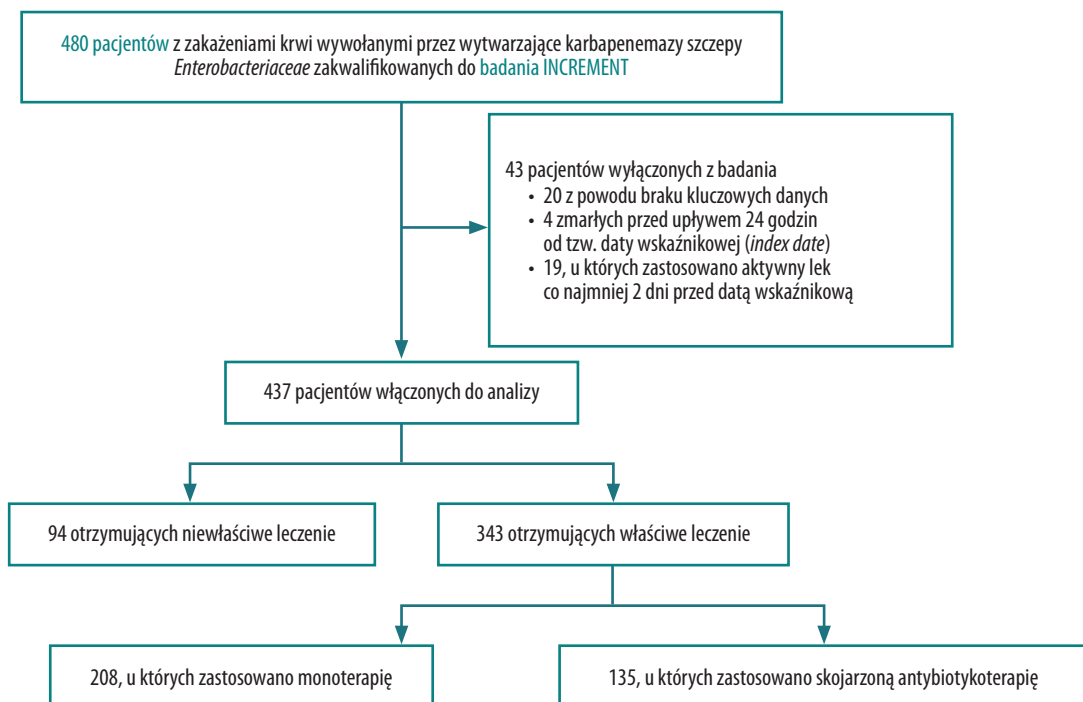 480 pacjentów z zakażeniami krwi wywołanymi przez wytwarzające karbapenemazy szczepy
Enterobacteriaceae zakwalifikowanych do badania INCREMENT
43 pacjentów wyłączonych z badania
• 20 z powodu braku kluczowych danych
• 4 zmarłych przed upływem 24 godzin
od tzw. daty wskaźnikowej (index date)
• 19, u których zastosowano aktywny lek
co najmniej 2 dni przed datą wskaźnikową
437 pacjentów włączonych do analizy
94 otrzymujących niewłaściwe leczenie
343 otrzymujących właściwe leczenie
208, u których zastosowano monoterapię
135, u których zastosowano skojarzoną antybiotykoterapię